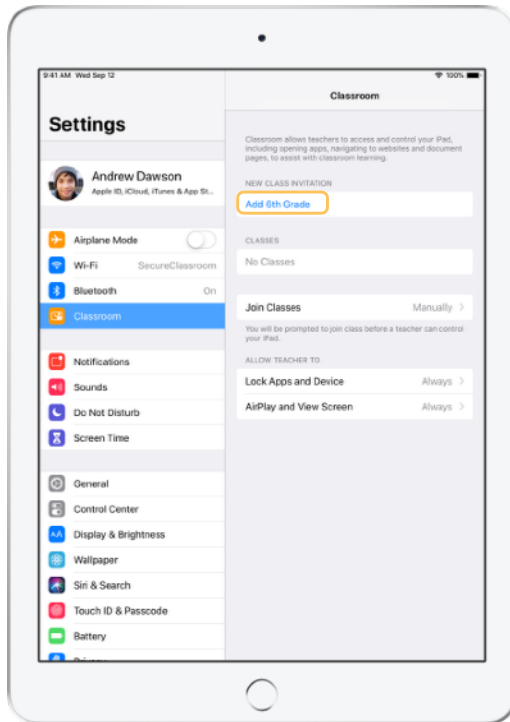 9:41 AM Wed Sep 12
100%
Settings
Andrew Dawson
Apple ID, iCloud, iTunes & App St...
Airplane Mode
Wi-Fi SecureClassroom
Bluetooth On
Classroom
Notifications
Sounds
Do Not Disturb
Screen Time
General
Control Center
AA Display & Brightness
Wallpaper
Siri & Search
Touch ID & Passcode
Battery
Classroom
Classroom allows teachers to access and control your iPad,
including opening apps, navigating to websites and document
pages, to assist with classroom learning.
NEW CLASS INVITATION
Add 6th Grade
CLASSES
No Classes
Join Classes Manually
You will be prompted to join class before a teacher can control
your iPad.
ALLOW TEACHER TO
Lock Apps and Device Always
AirPlay and View Screen Always